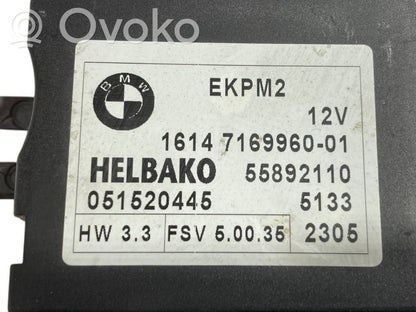 Ovoko
BMW
EKPM2
12V
1614 7169960-01
HELBAKO 55892110
051520445 5133
HW 3.3 FSV 5.00.35 2305